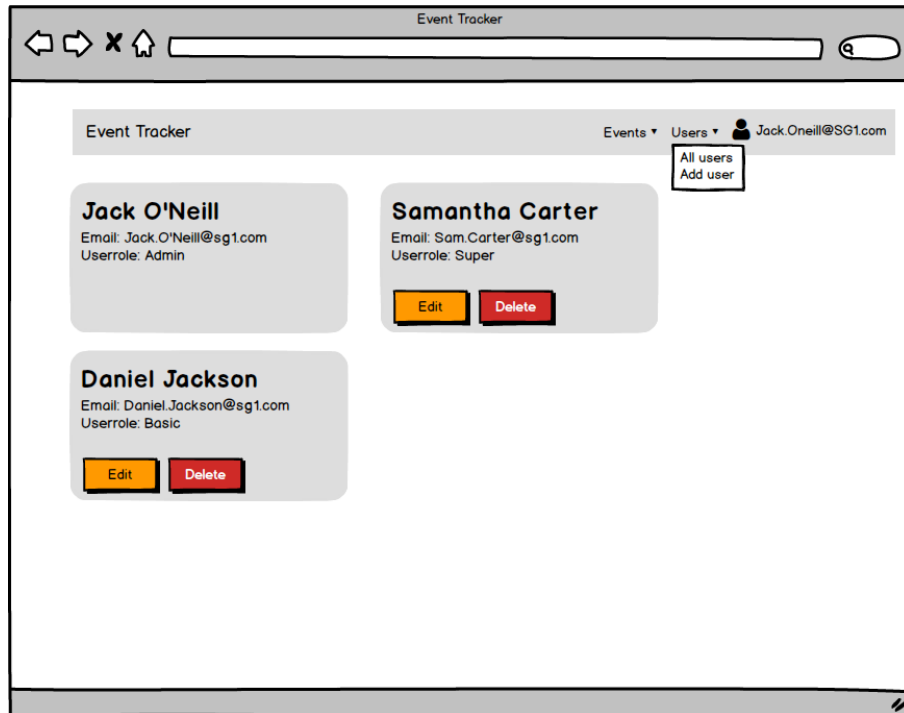 Event Tracker
Event Tracker
Events ▾ Users ▾ Jack.Oneill@SG1.com
All users
Add user
Jack O'Neill
Email: Jack.O'Neill@sg1.com
Userrole: Admin
Samantha Carter
Email: Sam.Carter@sg1.com
Userrole: Super
Edit Delete
Daniel Jackson
Email: Daniel.Jackson@sg1.com
Userrole: Basic
Edit Delete